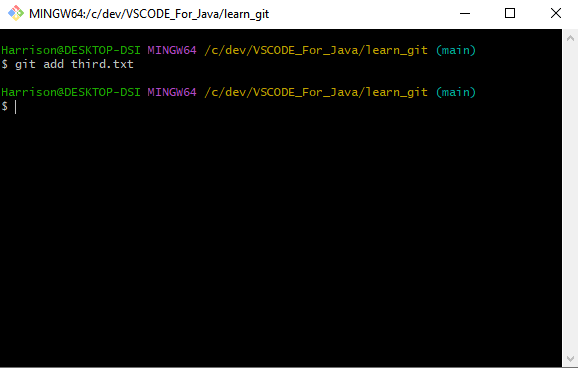 MINGW64:/c/dev/VSCODE_For_Java/learn_git
Harrison@DESKTOP-DSI MINGW64 /c/dev/VSCODE_For_Java/learn_git (main)
$ git add third.txt
Harrison@DESKTOP-DSI MINGW64 /c/dev/VSCODE_For_Java/learn_git (main)
$